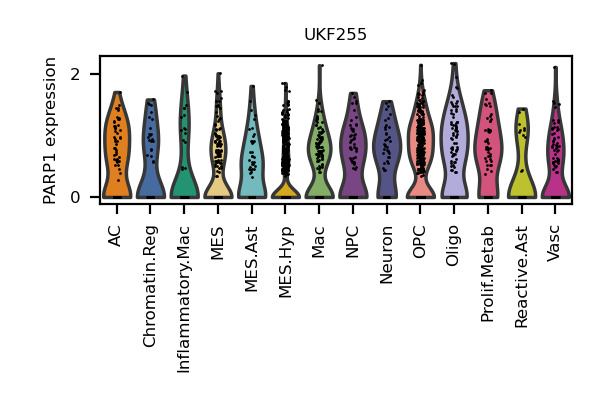 UKF255
PARP1 expression
2
0
AC
Chromatin.Reg
Inflammatory.Mac
MES
MES.Ast
MES.Hyp
Mac
NPC
Neuron
OPC
Oligo
Prolif.Metab
Reactive.Ast
Vasc